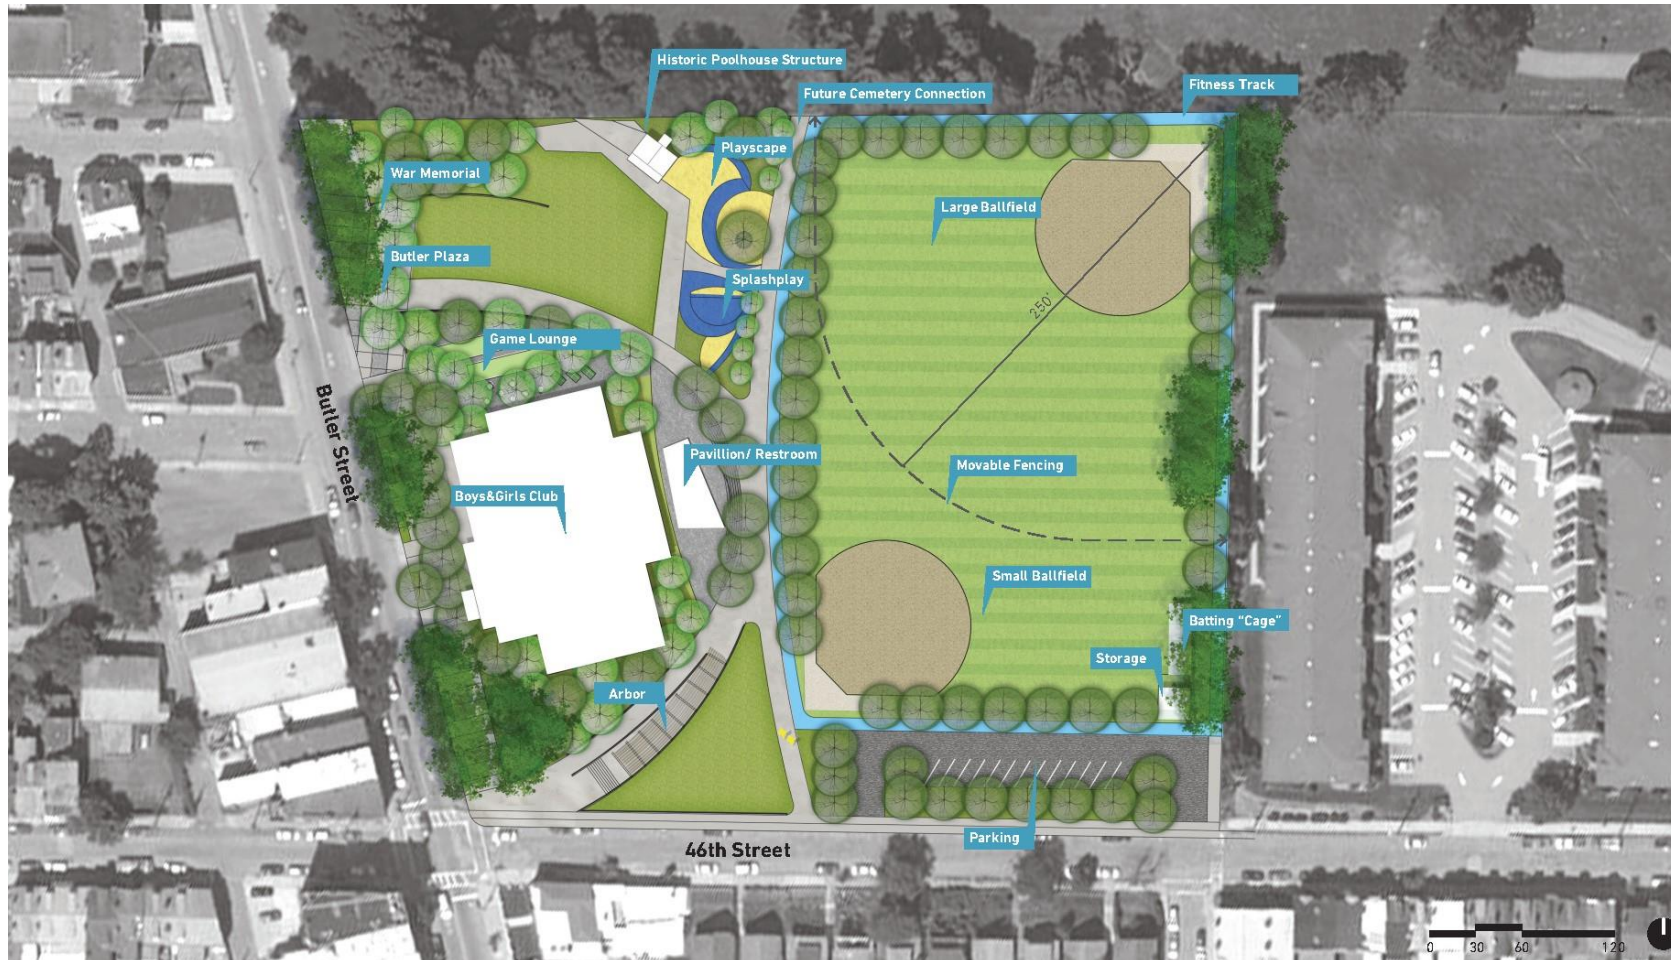 Historic Poolhouse Structure
Future Cemetery Connection
Fitness Track
Playscape
War Memorial
Large Ballfield
Butler Plaza
Splashplay
250'
Game Lounge
Butler Street
Pavillion/ Restroom
Movable Fencing
Boys&Girls Club
Small Ballfield
Batting “Cage”
Storage
Arbor
Parking
46th Street
0 30 60 120